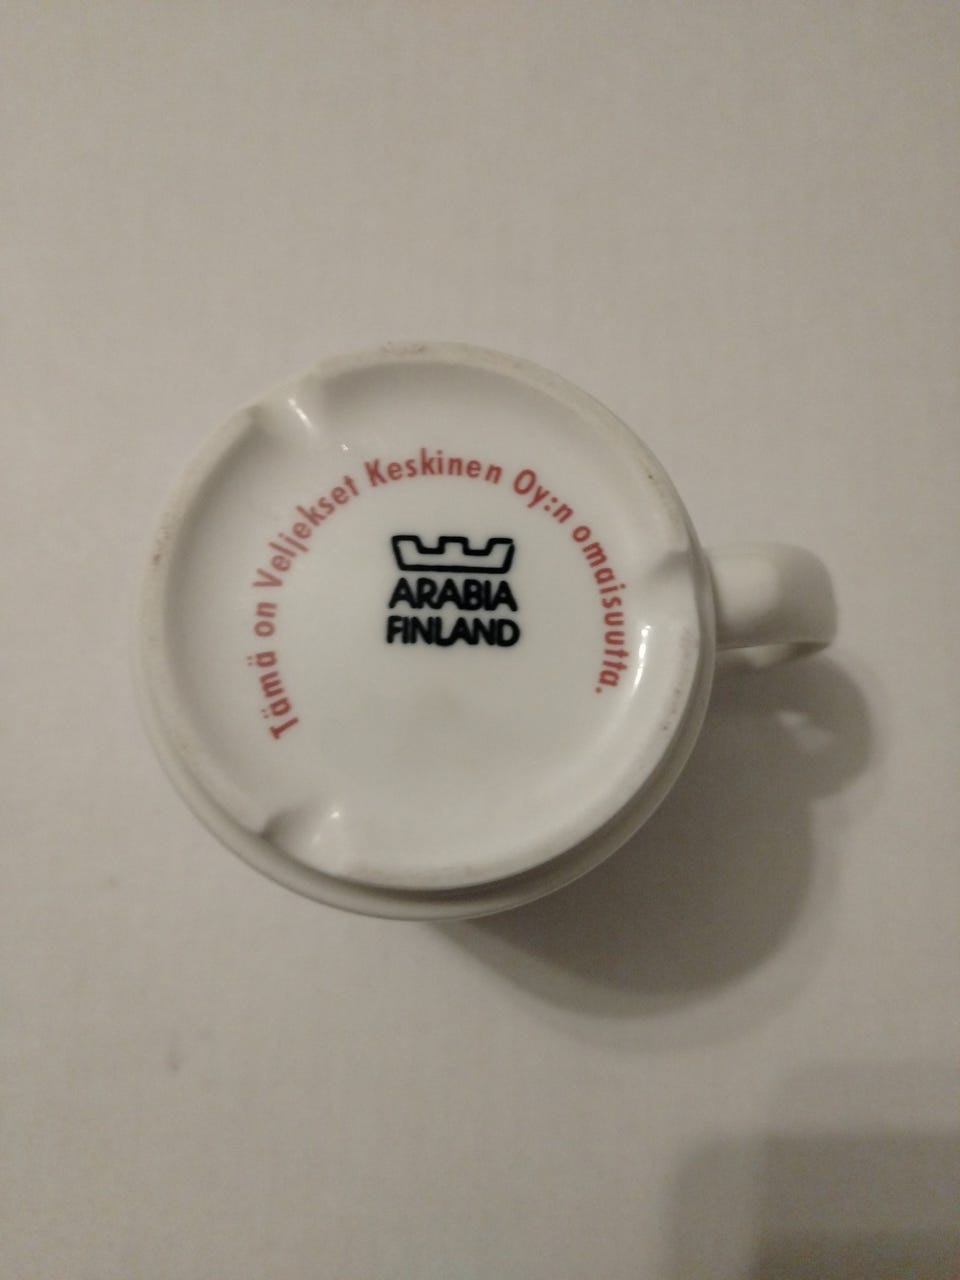 Tämä on Veljekset Keskinen Oy:n omaisuutta.
ARABIA
FINLAND